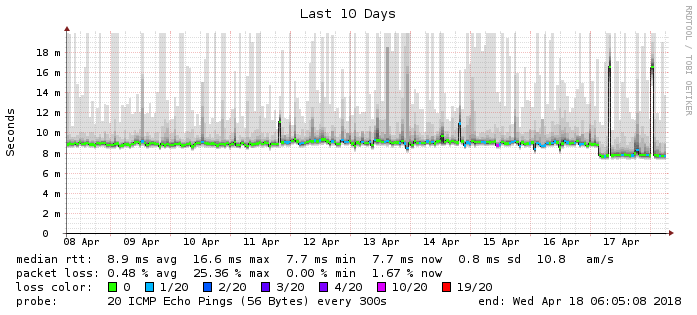 Last 10 Days
RRDTOOL / TOBI OETIKER
Seconds
18 m
16 m
14 m
12 m
10 m
8 m
6 m
4 m
2 m
0
08 Apr 09 Apr 10 Apr 11 Apr 12 Apr 13 Apr 14 Apr 15 Apr 16 Apr 17 Apr
median rtt: 8.9 ms avg 16.6 ms max 7.7 ms min 7.7 ms now 0.8 ms sd 10.8 am/s
packet loss: 0.48 % avg 25.36 % max 0.00 % min 1.67 % now
loss color: 0 1/20 2/20 3/20 4/20 10/20 19/20
probe: 20 ICMP Echo Pings (56 Bytes) every 300s end: Wed Apr 18 06:05:08 2018